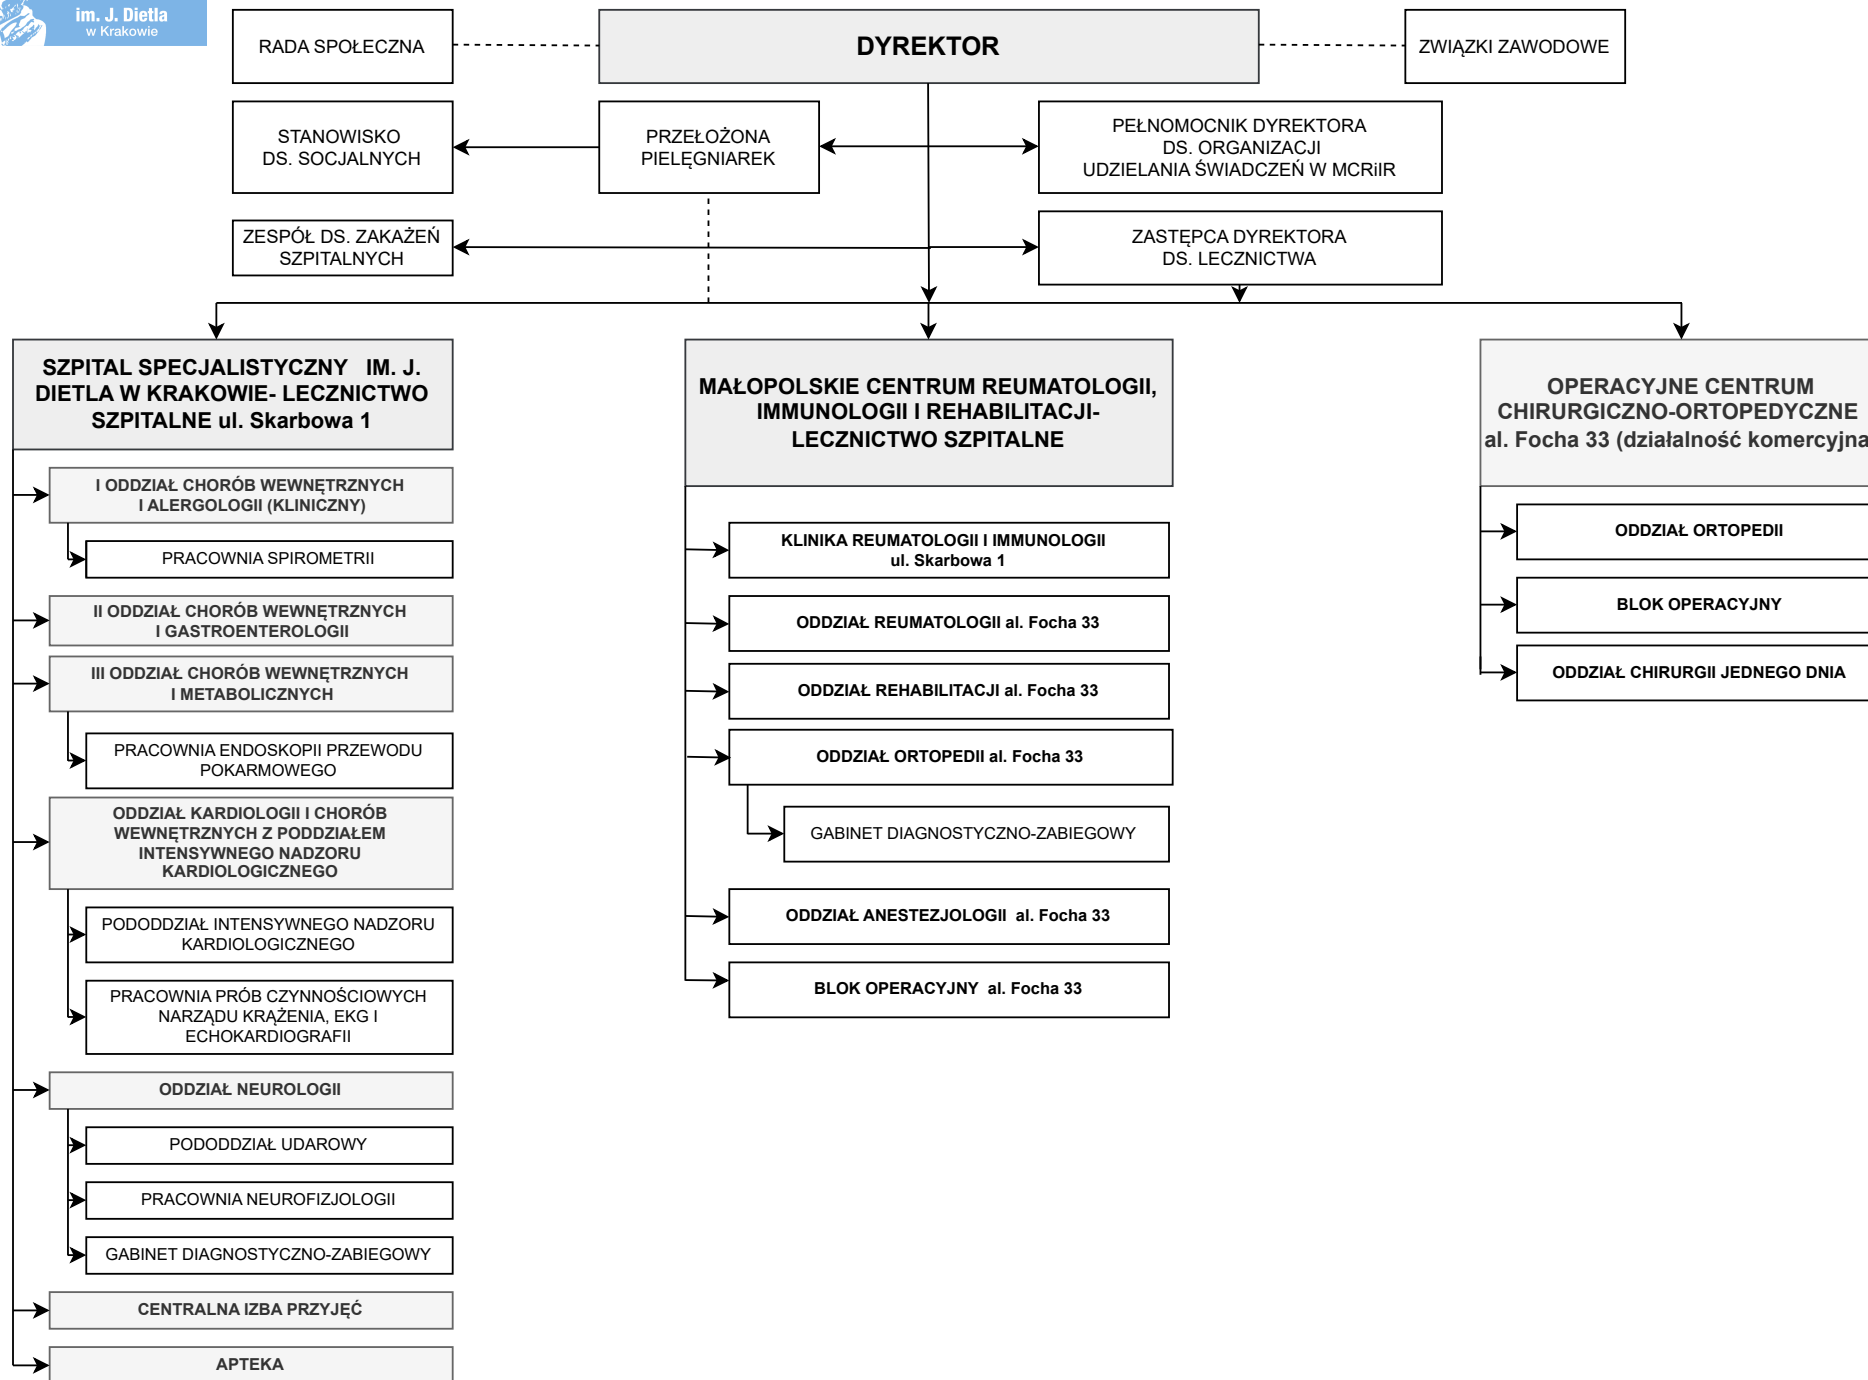 im. J. Dietla
w Krakowie
RADA SPOŁECZNA
DYREKTOR
ZWIĄZKI ZAWODOWE
STANOWISKO
DS. SOCJALNYCH
PRZEŁOŻONA
PIELĘGNIAREK
PEŁNOMOCNIK DYREKTORA
DS. ORGANIZACJI
UDZIELANIA ŚWIADCZEŃ W MCRiIR
ZESPÓŁ DS. ZAKAŻEŃ
SZPITALNYCH
ZASTĘPCA DYREKTORA
DS. LECZNICTWA
SZPITAL SPECJALISTYCZNY IM. J.
DIETLA W KRAKOWIE- LECZNICTWO
SZPITALNE ul. Skarbowa 1
I ODDZIAŁ CHORÓB WEWNĘTRZNYCH
I ALERGOLOGII (KLINICZNY)
PRACOWNIA SPIROMETRII
II ODDZIAŁ CHORÓB WEWNĘTRZNYCH
I GASTROENTEROLOGII
III ODDZIAŁ CHORÓB WEWNĘTRZNYCH
I METABOLICZNYCH
PRACOWNIA ENDOSKOPII PRZEWODU
POKARMOWEGO
ODDZIAŁ KARDIOLOGII I CHORÓB
WEWNĘTRZNYCH Z PODDZIAŁEM
INTENSYWNEGO NADZORU
KARDIOLOGICZNEGO
PODODDZIAŁ INTENSYWNEGO NADZORU
KARDIOLOGICZNEGO
PRACOWNIA PRÓB CZYNNOŚCIOWYCH
NARZĄDU KRĄŻENIA, EKG I
ECHOKARDIOGRAFII
ODDZIAŁ NEUROLOGII
PODODDZIAŁ UDAROWY
PRACOWNIA NEUROFIZJOLOGII
GABINET DIAGNOSTYCZNO-ZABIEGOWY
CENTRALNA IZBA PRZYJĘĆ
APTEKA
MAŁOPOLSKIE CENTRUM REUMATOLOGII,
IMMUNOLOGII I REHABILITACJI-
LECZNICTWO SZPITALNE
KLINIKA REUMATOLOGII I IMMUNOLOGII
ul. Skarbowa 1
ODDZIAŁ REUMATOLOGII al. Focha 33
ODDZIAŁ REHABILITACJI al. Focha 33
ODDZIAŁ ORTOPEDII al. Focha 33
GABINET DIAGNOSTYCZNO-ZABIEGOWY
ODDZIAŁ ANESTEZJOLOGII al. Focha 33
BLOK OPERACYJNY al. Focha 33
OPERACYJNE CENTRUM
CHIRURGICZNO-ORTOPEDYCZNE
al. Focha 33 (działalność komercyjna
ODDZIAŁ ORTOPEDII
BLOK OPERACYJNY
ODDZIAŁ CHIRURGII JEDNEGO DNIA